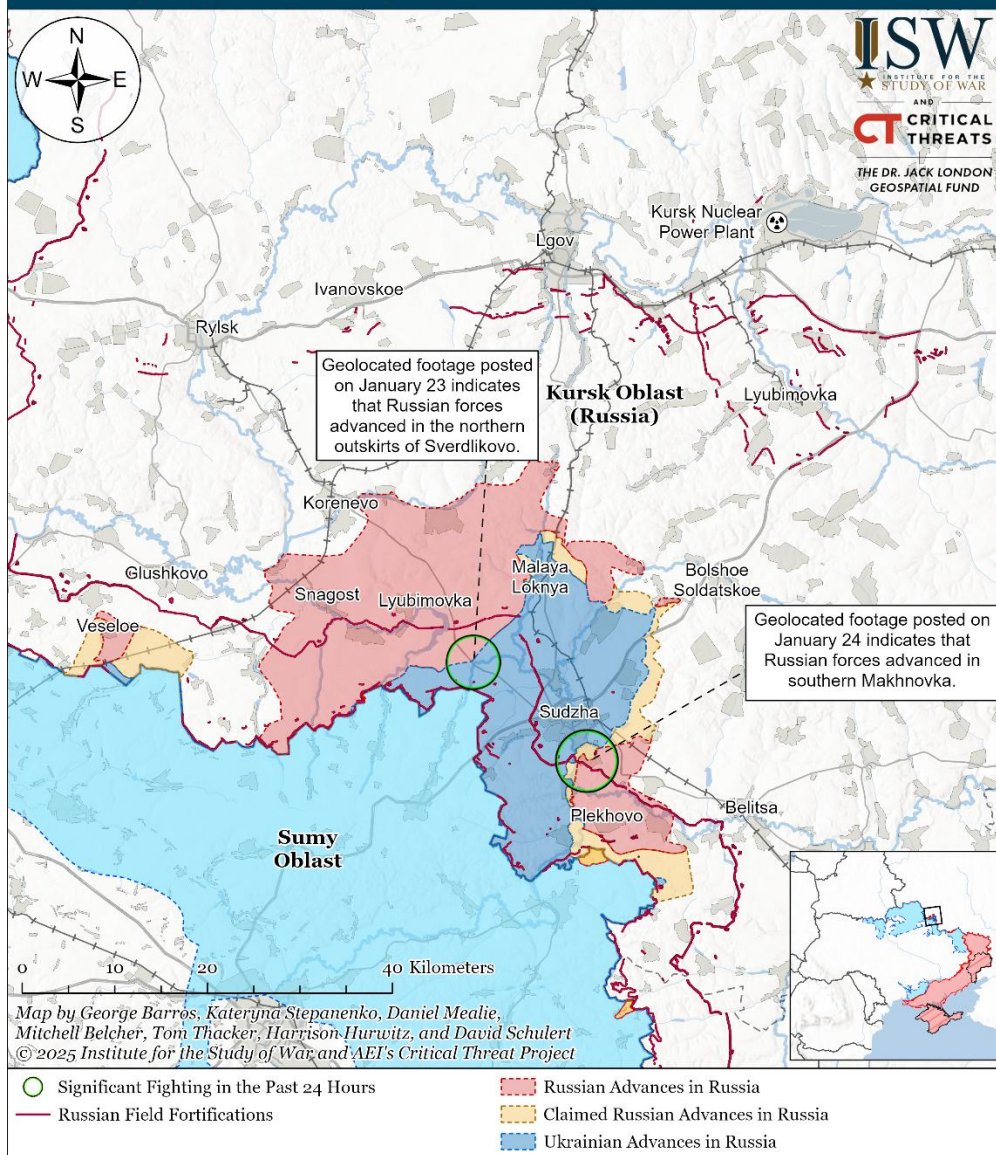 N
W
E
S
ISW
INSTITUTE FOR THE
STUDY OF WAR
AND
CT CRITICAL
THREATS
THE DR. JACK LONDON
GEOSPATIAL FUND
Kursk Nuclear
Power Plant
Lgov
Ivanovskoe
Rylsk
Geolocated footage posted
on January 23 indicates
that Russian forces
advanced in the northern
outskirts of Sverdlikovo.
Kursk Oblast
(Russia)
Lyubimovka
Korenevo
Glushkovo
Snagost
Lyubimovka
Malaya
Loknya
Bolshoe
Soldatskoe
Veseloe
Geolocated footage posted on
January 24 indicates that
Russian forces advanced in
southern Makhnovka.
Sudzha
Plekhovo
Belitsa
Sumy
Oblast
0 10 20 40 Kilometers
Map by George Barros, Kateryna Stepanenko, Daniel Mealie,
Mitchell Belcher, Tom Thacker, Harrison Hurwitz, and David Schulert
© 2025 Institute for the Study of War and AEI's Critical Threat Project
Significant Fighting in the Past 24 Hours
Russian Field Fortifications
Russian Advances in Russia
Claimed Russian Advances in Russia
Ukrainian Advances in Russia